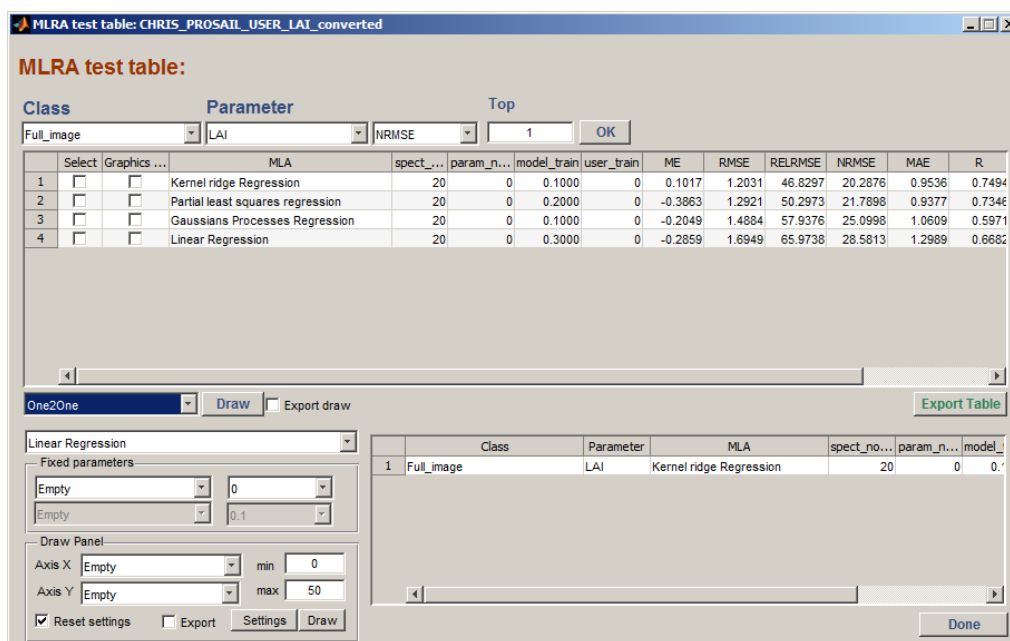 MLRA test table: CHRIS_PROSAIL_USER_LAI_converted
MLRA test table:
Class Parameter Top
Full_image LAI NRMSE 1 OK
Select Graphics ... MLA spect_... param_n... model_train user_train ME RMSE RELRMSE NRMSE MAE R
1 Kernel ridge Regression 20 0 0.1000 0 0.1017 1.2031 46.8297 20.2876 0.9536 0.7494
2 Partial least squares regression 20 0 0.2000 0 -0.3863 1.2921 50.2973 21.7898 0.9377 0.7346
3 Gaussians Processes Regression 20 0 0.1000 0 -0.2049 1.4884 57.9376 25.0998 1.0609 0.5971
4 Linear Regression 20 0 0.3000 0 -0.2859 1.6949 65.9738 28.5813 1.2989 0.6682
One2One Draw Export draw Export Table
Linear Regression
Fixed parameters
Empty 0
Empty 0.1
Draw Panel
Axis X Empty min 0
Axis Y Empty max 50
Reset settings Export Settings Draw
Class Parameter MLA spect_no... param_n... model_
1 Full_image LAI Kernel ridge Regression 20 0 0.1
Done